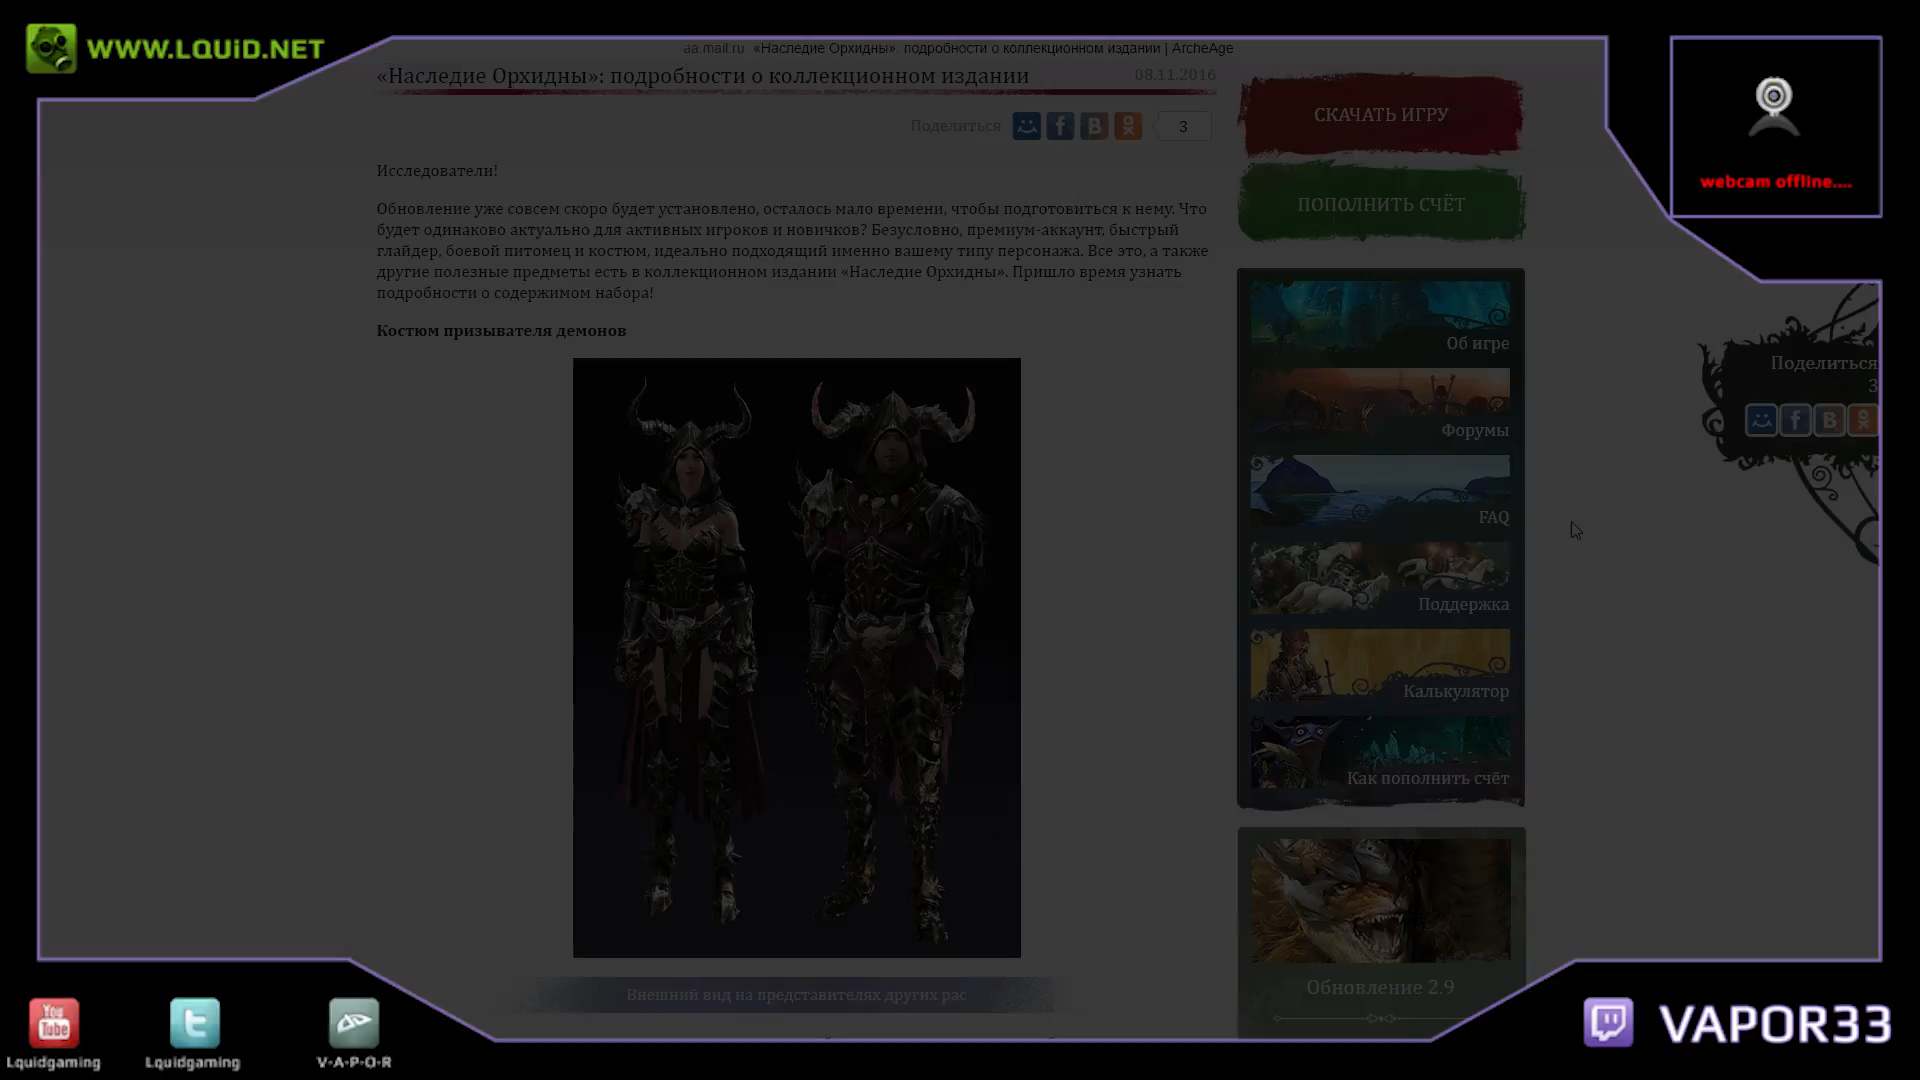 WWW.LQUiD.NET
aa.mail.ru «Наследие Орхидны»: подробности о коллекционном издании | ArcheAge
«Наследие Орхидны»: подробности о коллекционном издании
08.11.2016
Поделиться
3
Исследователи!
Обновление уже совсем скоро будет установлено, осталось мало времени, чтобы подготовиться к нему. Что
будет одинаково актуально для активных игроков и новичков? Безусловно, премиум-аккаунт, быстрый
глайдер, боевой питомец и костюм, идеально подходящий именно вашему типу персонажа. Все это, а также
другие полезные предметы есть в коллекционном издании «Наследие Орхидны». Пришло время узнать
подробности о содержимом набора!
Костюм призывателя демонов
Внешний вид на представителях других рас
СКАЧАТЬ ИГРУ
ПОПОЛНИТЬ СЧЁТ
Об игре
Форумы
FAQ
Поддержка
Калькулятор
Как пополнить счёт
Обновление 2.9
webcam offline....
Поделиться
3
You
Tube
Lquidgaming
Lquidgaming
V-A-P-O-R
VAPOR33